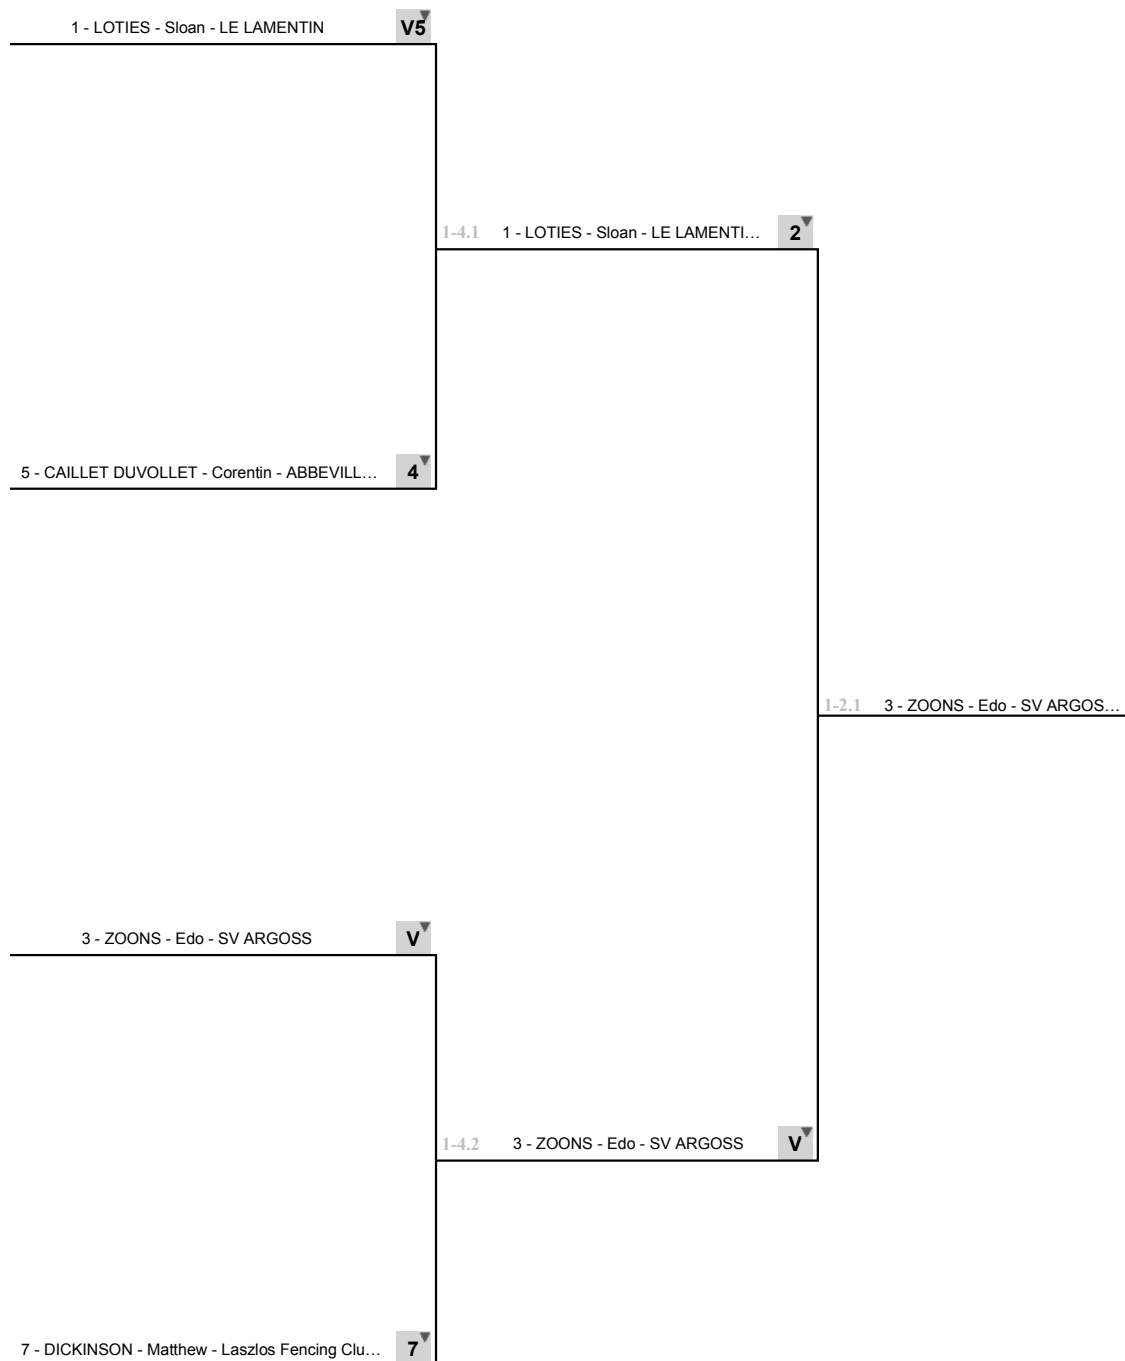 1 - LOTIES - Sloan - LE LAMENTIN V5
1-4.1 1 - LOTIES - Sloan - LE LAMENTI… 2
5 - CAILLET DUVOLLET - Corentin - ABBEVILL… 4
1-2.1 3 - ZOONS - Edo - SV ARGOS…
3 - ZOONS - Edo - SV ARGOSS V
1-4.2 3 - ZOONS - Edo - SV ARGOSS V
7 - DICKINSON - Matthew - Laszlos Fencing Clu… 7